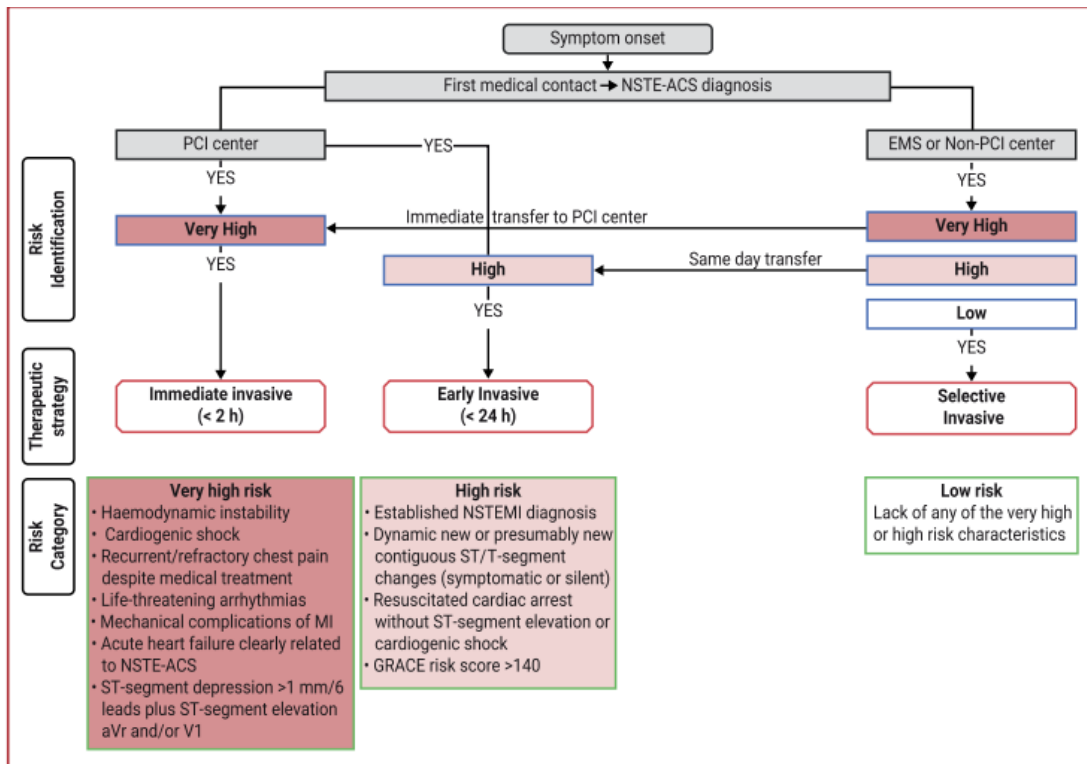 Symptom onset
First medical contact → NSTE-ACS diagnosis
PCI center
YES
EMS or Non-PCI center
YES
YES
Risk
Identification
Immediate transfer to PCI center
Very High
Very High
YES
High
Same day transfer
High
YES
Low
YES
Therapeutic
strategy
Immediate invasive
(< 2 h)
Early Invasive
(< 24 h)
Selective
Invasive
Risk
Category
Very high risk
• Haemodynamic instability
• Cardiogenic shock
• Recurrent/refractory chest pain
despite medical treatment
• Life-threatening arrhythmias
• Mechanical complications of MI
• Acute heart failure clearly related
to NSTE-ACS
• ST-segment depression >1 mm/6
leads plus ST-segment elevation
aVr and/or V1
High risk
• Established NSTEMI diagnosis
• Dynamic new or presumably new
contiguous ST/T-segment
changes (symptomatic or silent)
• Resuscitated cardiac arrest
without ST-segment elevation or
cardiogenic shock
• GRACE risk score >140
Low risk
Lack of any of the very high
or high risk characteristics